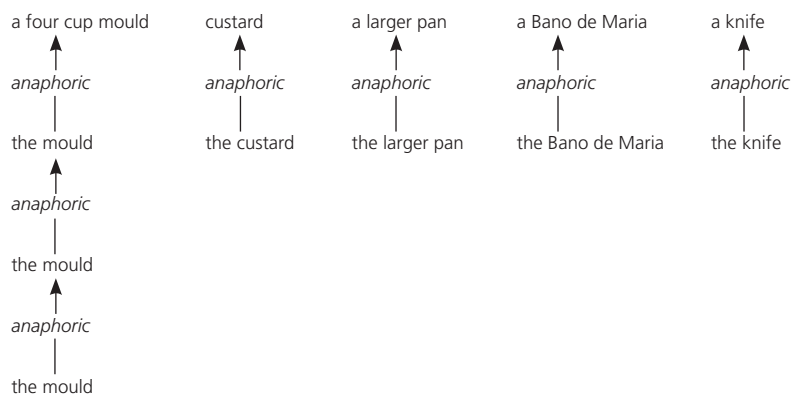 a four cup mould custard a larger pan a Bano de Maria a knife
anaphoric anaphoric anaphoric anaphoric anaphoric
the mould the custard the larger pan the Bano de Maria the knife
anaphoric
the mould
anaphoric
the mould